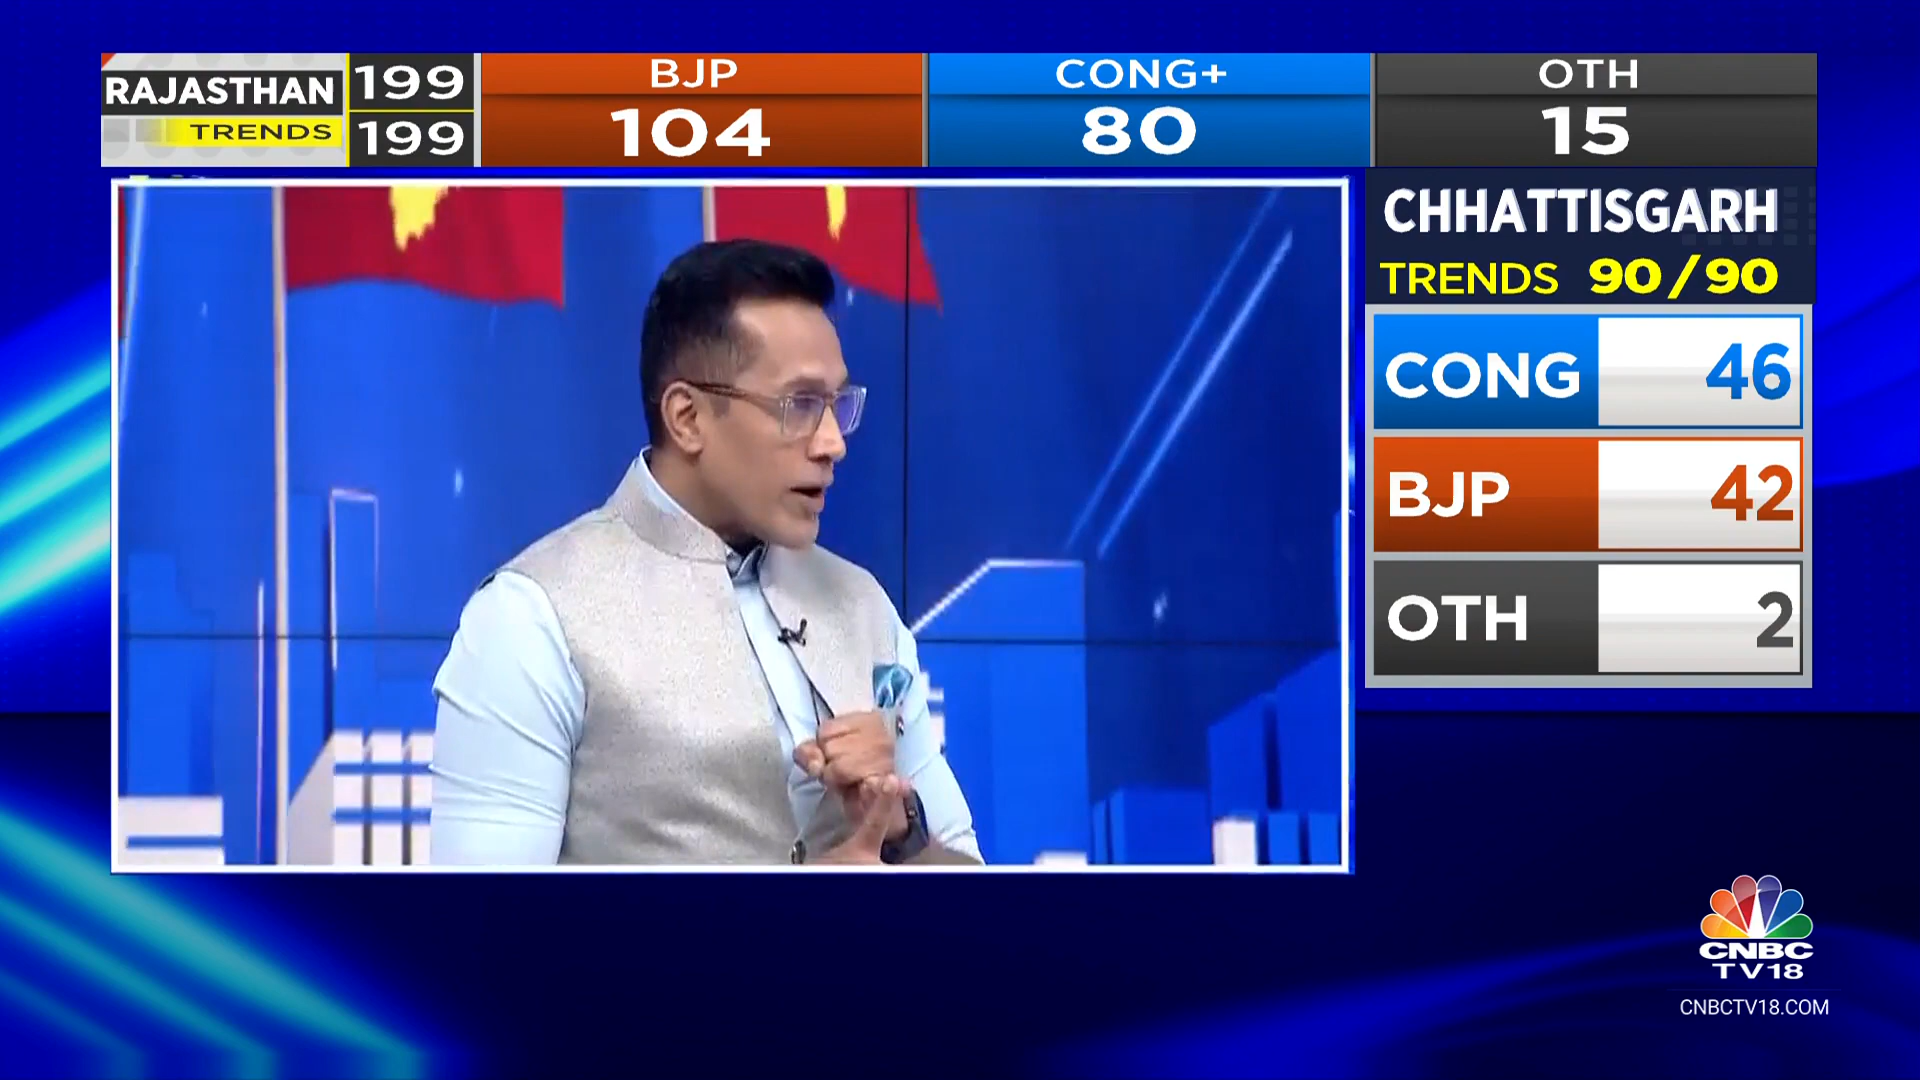 RAJASTHAN
TRENDS
199
199
BJP
104
CONG+
80
OTH
15
CHHATTISGARH
TRENDS 90/90
CONG 46
BJP 42
OTH 2
CNBC
TV18
CNBCTV18.COM